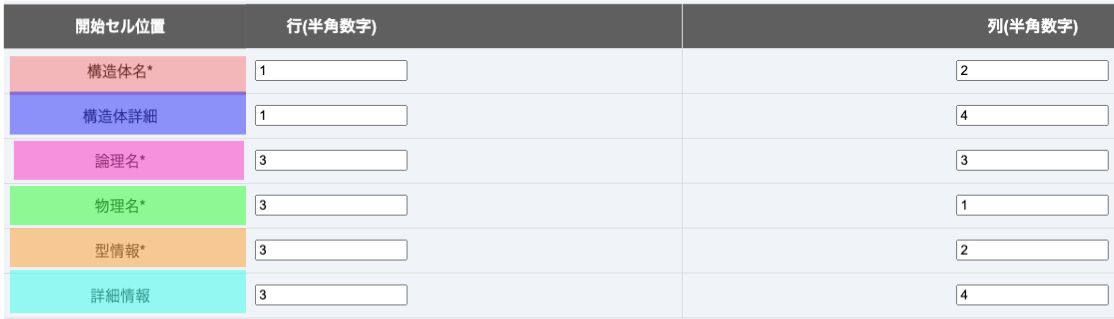 開始セル位置 行(半角数字) 列(半角数字)
構造体名* 1 2
構造体詳細 1 4
論理名* 3 3
物理名* 3 1
型情報* 3 2
詳細情報 3 4